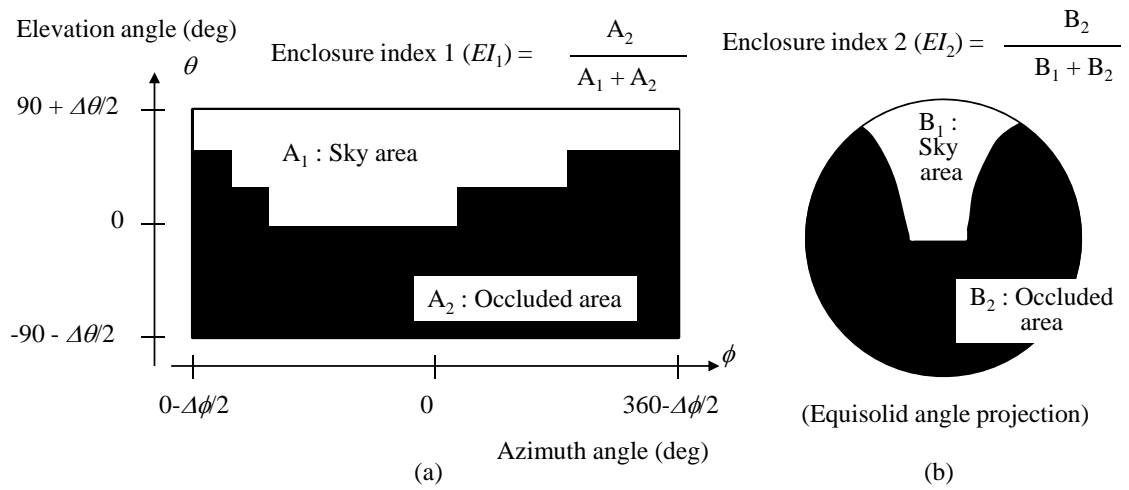 Elevation angle (deg)
θ
Enclosure index 1 (EI₁) = A₂ / A₁ + A₂
90 + Δθ/2
A₁ : Sky area
0
A₂ : Occluded area
-90 - Δθ/2
ϕ
0-Δϕ/2
0
360-Δϕ/2
Azimuth angle (deg)
(a)
Enclosure index 2 (EI₂) = B₂ / B₁ + B₂
B₁ :
Sky
area
B₂ : Occluded
area
(Equisolid angle projection)
(b)